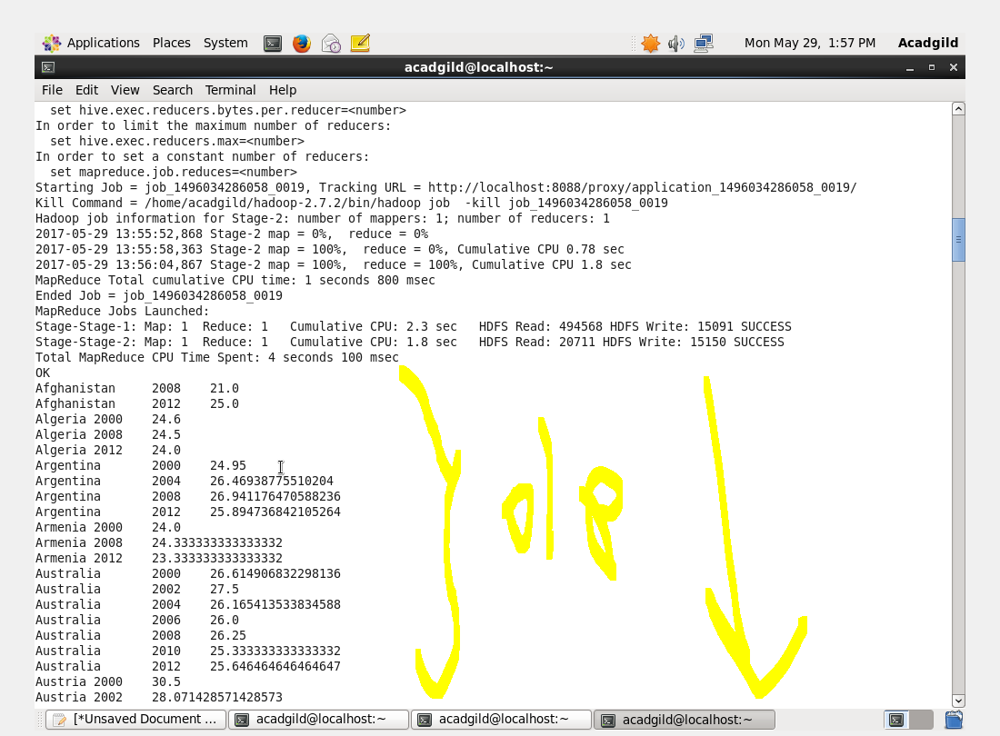 Applications Places System Mon May 29, 1:57 PM Acadgild
acadgild@localhost:~
File Edit View Search Terminal Help
set hive.exec.reducers.bytes.per.reducer=<number>
In order to limit the maximum number of reducers:
set hive.exec.reducers.max=<number>
In order to set a constant number of reducers:
set mapreduce.job.reduces=<number>
Starting Job = job_1496034286058_0019, Tracking URL = http://localhost:8088/proxy/application_1496034286058_0019/
Kill Command = /home/acadgild/hadoop-2.7.2/bin/hadoop job  -kill job_1496034286058_0019
Hadoop job information for Stage-2: number of mappers: 1; number of reducers: 1
2017-05-29 13:55:52,868 Stage-2 map = 0%,  reduce = 0%
2017-05-29 13:55:58,363 Stage-2 map = 100%,  reduce = 0%, Cumulative CPU 0.78 sec
2017-05-29 13:56:04,867 Stage-2 map = 100%,  reduce = 100%, Cumulative CPU 1.8 sec
MapReduce Total cumulative CPU time: 1 seconds 800 msec
Ended Job = job_1496034286058_0019
MapReduce Jobs Launched:
Stage-Stage-1: Map: 1  Reduce: 1   Cumulative CPU: 2.3 sec   HDFS Read: 494568 HDFS Write: 15091 SUCCESS
Stage-Stage-2: Map: 1  Reduce: 1   Cumulative CPU: 1.8 sec   HDFS Read: 20711 HDFS Write: 15150 SUCCESS
Total MapReduce CPU Time Spent: 4 seconds 100 msec
OK
Afghanistan 2008 21.0
Afghanistan 2012 25.0
Algeria 2000 24.6
Algeria 2008 24.5
Algeria 2012 24.0
Argentina 2000 24.95
Argentina 2004 26.46938775510204
Argentina 2008 26.941176470588236
Argentina 2012 25.894736842105264
Armenia 2000 24.0
Armenia 2008 24.333333333333332
Armenia 2012 23.333333333333332
Australia 2000 26.614906832298136
Australia 2002 27.5
Australia 2004 26.165413533834588
Australia 2006 26.0
Australia 2008 26.25
Australia 2010 25.333333333333332
Australia 2012 25.646464646464647
Austria 2000 30.5
Austria 2002 28.071428571428573
[*Unsaved Document ... acadgild@localhost:~ acadgild@localhost:~ acadgild@localhost:~